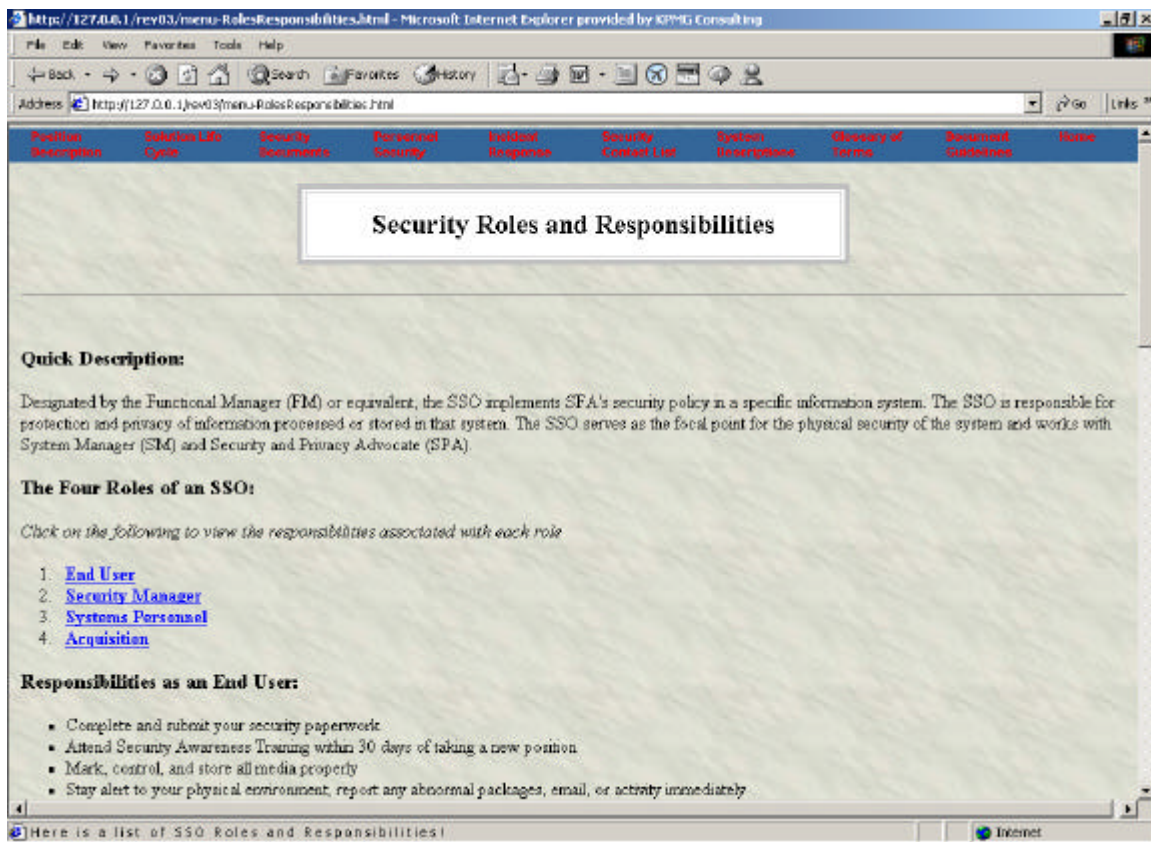 http://127.0.0.1/rev03/menu-RolesResponsibilities.html - Microsoft Internet Explorer provided by KPMG Consulting
File Edit View Favorites Tools Help
Back Search Favorites History
Address http://127.0.0.1/rev03/menu-RolesResponsibilities.html Go Links »
Position Solution Life Security Personnel Incident Security System Glossary of Document Home
Description Cycle Documents Security Response Contact List Descriptions Terms Guidelines
Security Roles and Responsibilities
Quick Description:
Designated by the Functional Manager (FM) or equivalent, the SSO implements SFA's security policy in a specific information system. The SSO is responsible for
protection and privacy of information processed or stored in that system. The SSO serves as the focal point for the physical security of the system and works with
System Manager (SM) and Security and Privacy Advocate (SPA).
The Four Roles of an SSO:
Click on the following to view the responsibilities associated with each role
1. End User
2. Security Manager
3. Systems Personnel
4. Acquisition
Responsibilities as an End User:
▪ Complete and submit your security paperwork
▪ Attend Security Awareness Training within 30 days of taking a new position
▪ Mark, control, and store all media properly
▪ Stay alert to your physical environment, report any abnormal packages, email, or activity immediately
Here is a list of SSO Roles and Responsibilities!
Internet